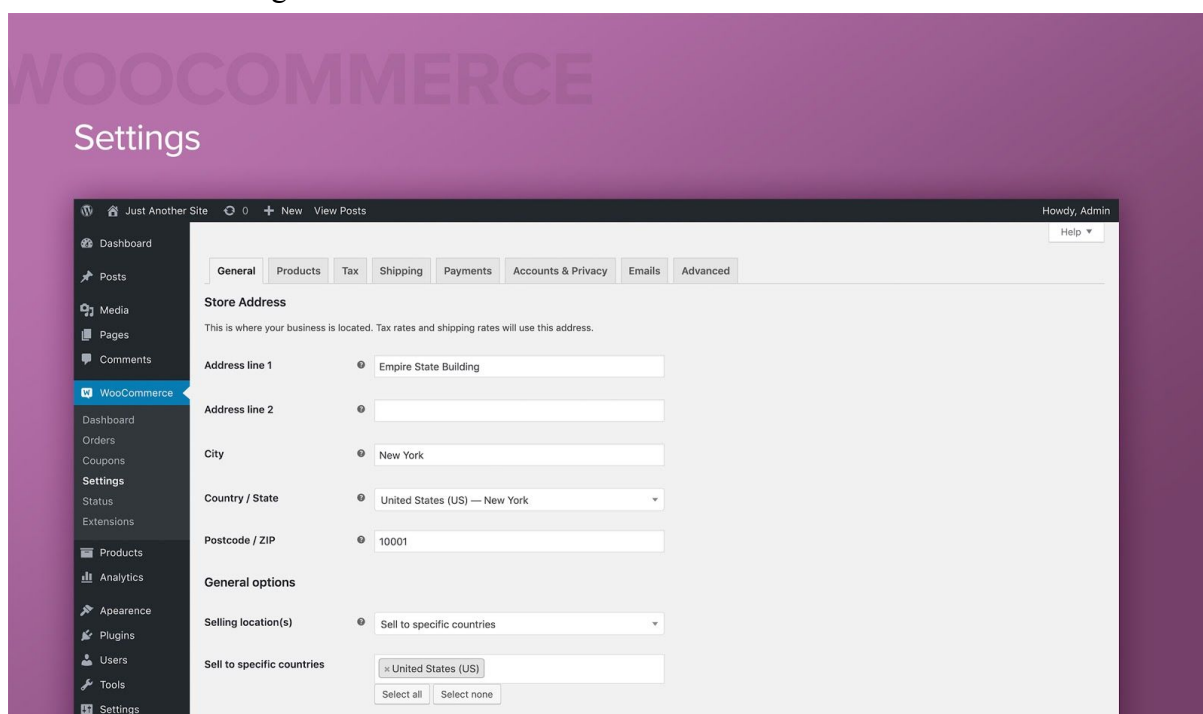 WOOCOMMERCE
Settings
Just Another Site 0 + New View Posts Howdy, Admin
Help ▼
Dashboard
Posts
Media
Pages
Comments
WooCommerce
Dashboard
Orders
Coupons
Settings
Status
Extensions
Products
Analytics
Apearence
Plugins
Users
Tools
Settings
General Products Tax Shipping Payments Accounts & Privacy Emails Advanced
Store Address
This is where your business is located. Tax rates and shipping rates will use this address.
Address line 1 Empire State Building
Address line 2
City New York
Country / State United States (US) — New York
Postcode / ZIP 10001
General options
Selling location(s) Sell to specific countries
Sell to specific countries × United States (US)
Select all Select none